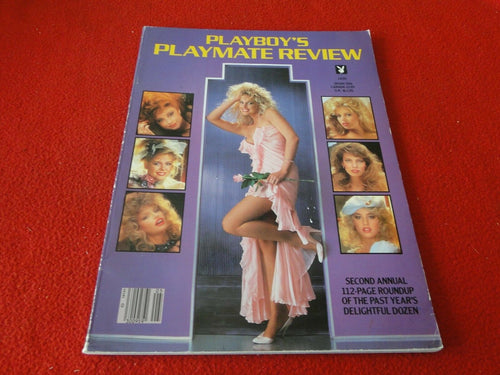 PLAYBOY'S
PLAYMATE REVIEW
SECOND ANNUAL
112-PAGE ROUNDUP
OF THE PAST YEAR'S
DELIGHTFUL DOZEN